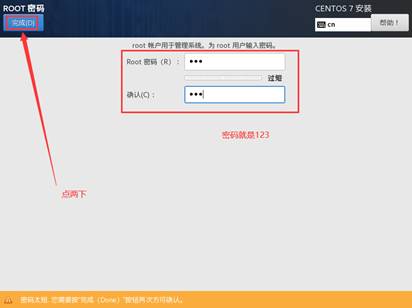 ROOT 密码
CENTOS 7 安装
完成(D)
cn
帮助！
root 帐户用于管理系统。为 root 用户输入密码。
Root 密码（R）：
●●●
过短
确认(C)：
●●●
密码就是123
点两下
密码太短. 您需要按“完成（Done）”按钮两次方可确认。